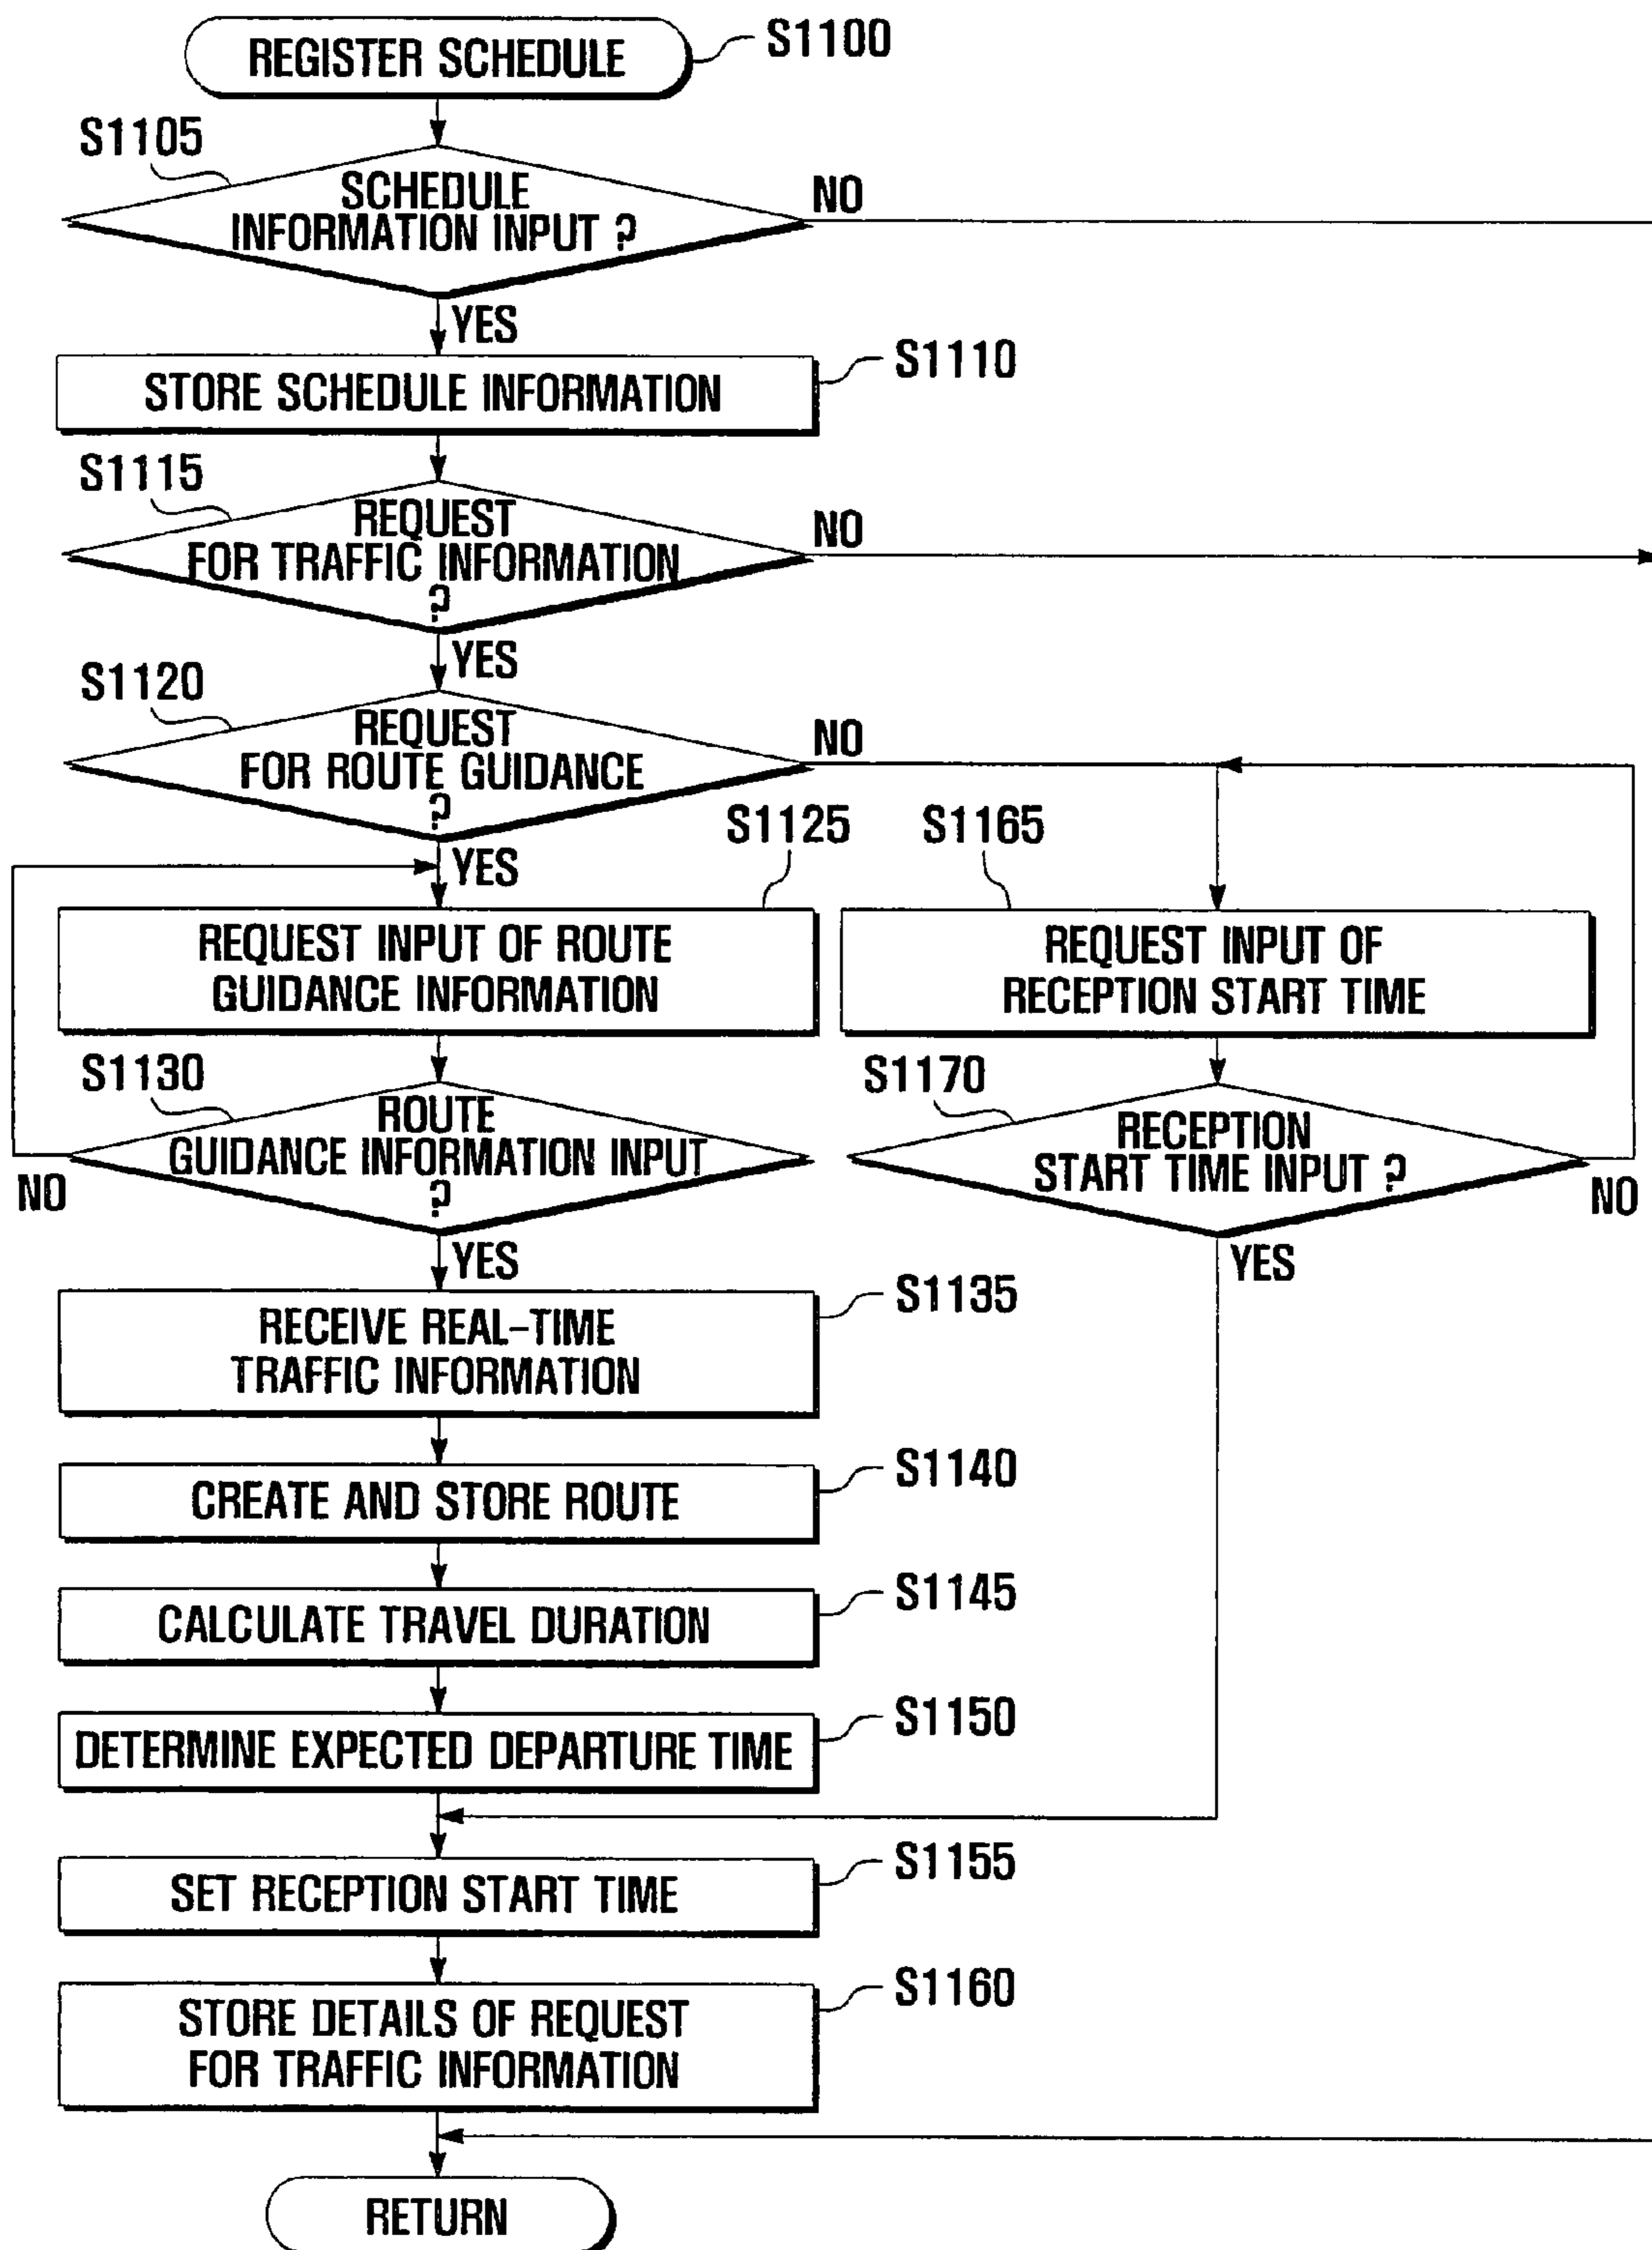 REGISTER SCHEDULE
S1100
S1105
SCHEDULE
INFORMATION INPUT ?
NO
YES
STORE SCHEDULE INFORMATION
S1110
S1115
REQUEST
FOR TRAFFIC INFORMATION
?
NO
YES
S1120
REQUEST
FOR ROUTE GUIDANCE
?
NO
YES
S1125
S1165
REQUEST INPUT OF ROUTE
GUIDANCE INFORMATION
REQUEST INPUT OF
RECEPTION START TIME
S1130
ROUTE
GUIDANCE INFORMATION INPUT
?
NO
YES
S1170
RECEPTION
START TIME INPUT ?
NO
YES
RECEIVE REAL-TIME
TRAFFIC INFORMATION
S1135
CREATE AND STORE ROUTE
S1140
CALCULATE TRAVEL DURATION
S1145
DETERMINE EXPECTED DEPARTURE TIME
S1150
SET RECEPTION START TIME
S1155
STORE DETAILS OF REQUEST
FOR TRAFFIC INFORMATION
S1160
RETURN